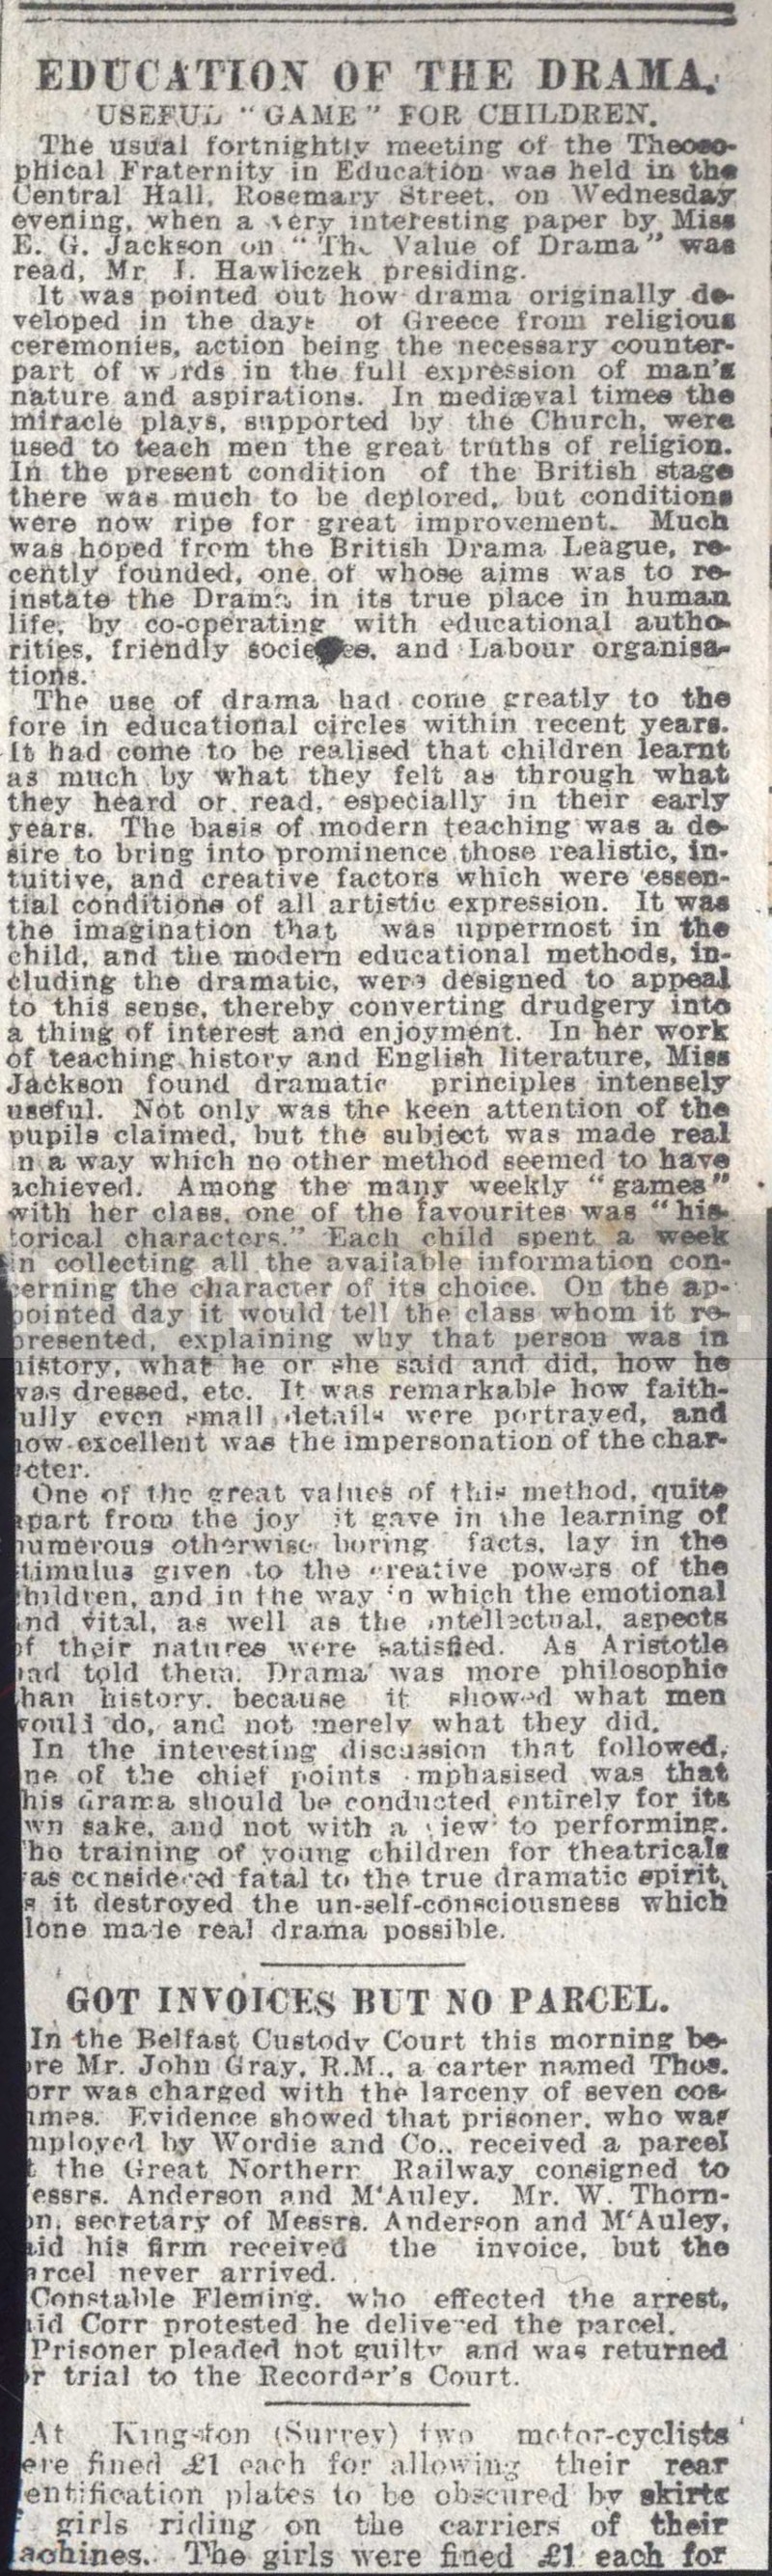 EDUCATION OF THE DRAMA.
USEFUL "GAME" FOR CHILDREN.
The usual fortnightly meeting of the Theoso-
phical Fraternity in Education was held in the
Central Hall, Rosemary Street, on Wednesday
evening, when a very interesting paper by Miss
E. G. Jackson on "The Value of Drama" was
read, Mr. J. Hawliczek presiding.
It was pointed out how drama originally de-
veloped in the days of Greece from religious
ceremonies, action being the necessary counter-
part of words in the full expression of man's
nature and aspirations. In mediæval times the
miracle plays, supported by the Church, were
used to teach men the great truths of religion.
In the present condition of the British stage
there was much to be deplored, but conditions
were now ripe for great improvement. Much
was hoped from the British Drama League, re-
cently founded, one of whose aims was to re-
instate the Drama in its true place in human
life, by co-operating with educational autho-
rities, friendly societies, and Labour organisa-
tions.
The use of drama had come greatly to the
fore in educational circles within recent years.
It had come to be realised that children learnt
as much by what they felt as through what
they heard or read, especially in their early
years. The basis of modern teaching was a de-
sire to bring into prominence those realistic, in-
tuitive, and creative factors which were essen-
tial conditions of all artistic expression. It was
the imagination that was uppermost in the
child, and the modern educational methods, in-
cluding the dramatic, were designed to appeal
to this sense, thereby converting drudgery into
a thing of interest and enjoyment. In her work
of teaching history and English literature, Miss
Jackson found dramatic principles intensely
useful. Not only was the keen attention of the
pupils claimed, but the subject was made real
in a way which no other method seemed to have
achieved. Among the many weekly "games"
with her class, one of the favourites was "his-
torical characters." Each child spent a week
in collecting all the available information con-
cerning the character of its choice. On the ap-
pointed day it would tell the class whom it re-
presented, explaining why that person was in
history, what he or she said and did, how he
was dressed, etc. It was remarkable how faith-
ully even small details were portrayed, and
how excellent was the impersonation of the char-
acter.
One of the great values of this method, quite
apart from the joy it gave in the learning of
numerous otherwise boring facts, lay in the
timulus given to the creative powers of the
hildren, and in the way in which the emotional
nd vital, as well as the intellectual, aspects
of their natures were satisfied. As Aristotle
had told them, Drama was more philosophic
han history, because it showed what men
would do, and not merely what they did.
In the interesting discussion that followed,
ne of the chief points emphasised was that
his drama should be conducted entirely for its
wn sake, and not with a view to performing.
The training of young children for theatricals
as considered fatal to the true dramatic spirit,
s it destroyed the un-self-consciousness which
lone made real drama possible.
GOT INVOICES BUT NO PARCEL.
In the Belfast Custody Court this morning be-
ore Mr. John Gray, R.M., a carter named Thos.
orr was charged with the larceny of seven cos-
umes. Evidence showed that prisoner, who was
mployed by Wordie and Co., received a parcel
t the Great Northern Railway consigned to
essrs. Anderson and M'Auley. Mr. W. Thorn-
on, secretary of Messrs. Anderson and M'Auley,
aid his firm received the invoice, but the
arcel never arrived.
Constable Fleming, who effected the arrest,
aid Corr protested he delivered the parcel.
Prisoner pleaded not guilty and was returned
or trial to the Recorder's Court.
At Kingston (Surrey) two motor-cyclists
ere fined £1 each for allowing their rear
entification plates to be obscured by skirts
f girls riding on the carriers of their
achines. The girls were fined £1 each for